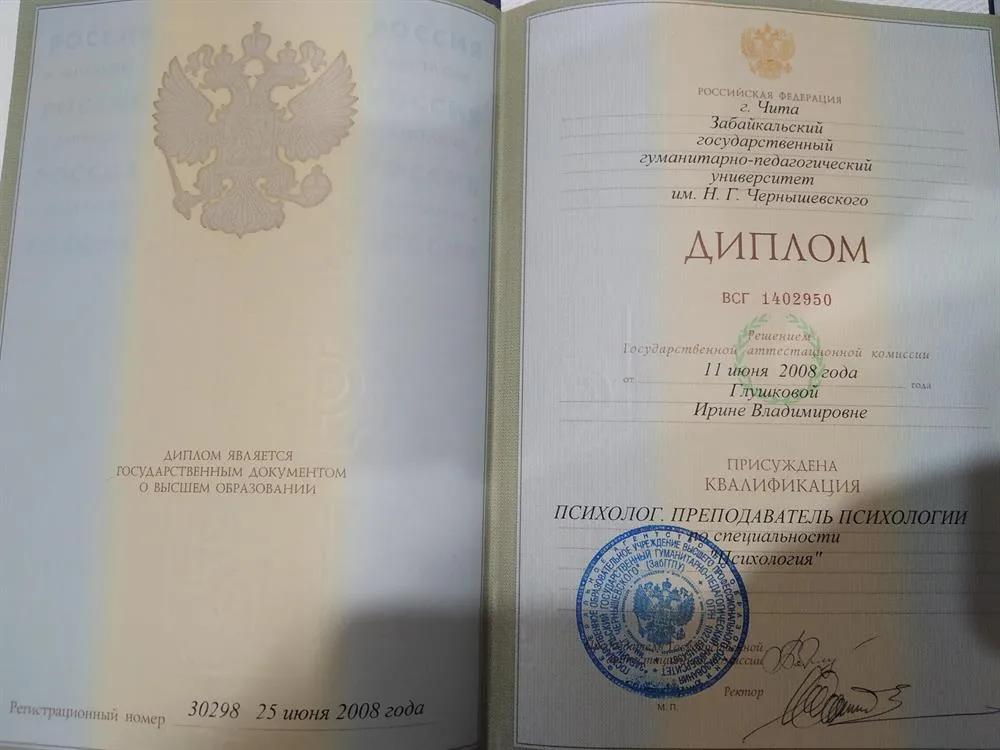 ДИПЛОМ ЯВЛЯЕТСЯ
ГОСУДАРСТВЕННЫМ ДОКУМЕНТОМ
О ВЫСШЕМ ОБРАЗОВАНИИ
Регистрационный номер 30298 25 июня 2008 года
РОССИЙСКАЯ ФЕДЕРАЦИЯ
г. Чита
Забайкальский
государственный
гуманитарно-педагогический
университет
им. Н. Г. Чернышевского
ДИПЛОМ
ВСГ 1402950
Решением
Государственной аттестационной комиссии
от 11 июня 2008 года года
Глушковой
Ирине Владимировне
ПРИСУЖДЕНА
КВАЛИФИКАЦИЯ
ПСИХОЛОГ. ПРЕПОДАВАТЕЛЬ ПСИХОЛОГИИ
по специальности
"Психология"
Ректор
М.П.